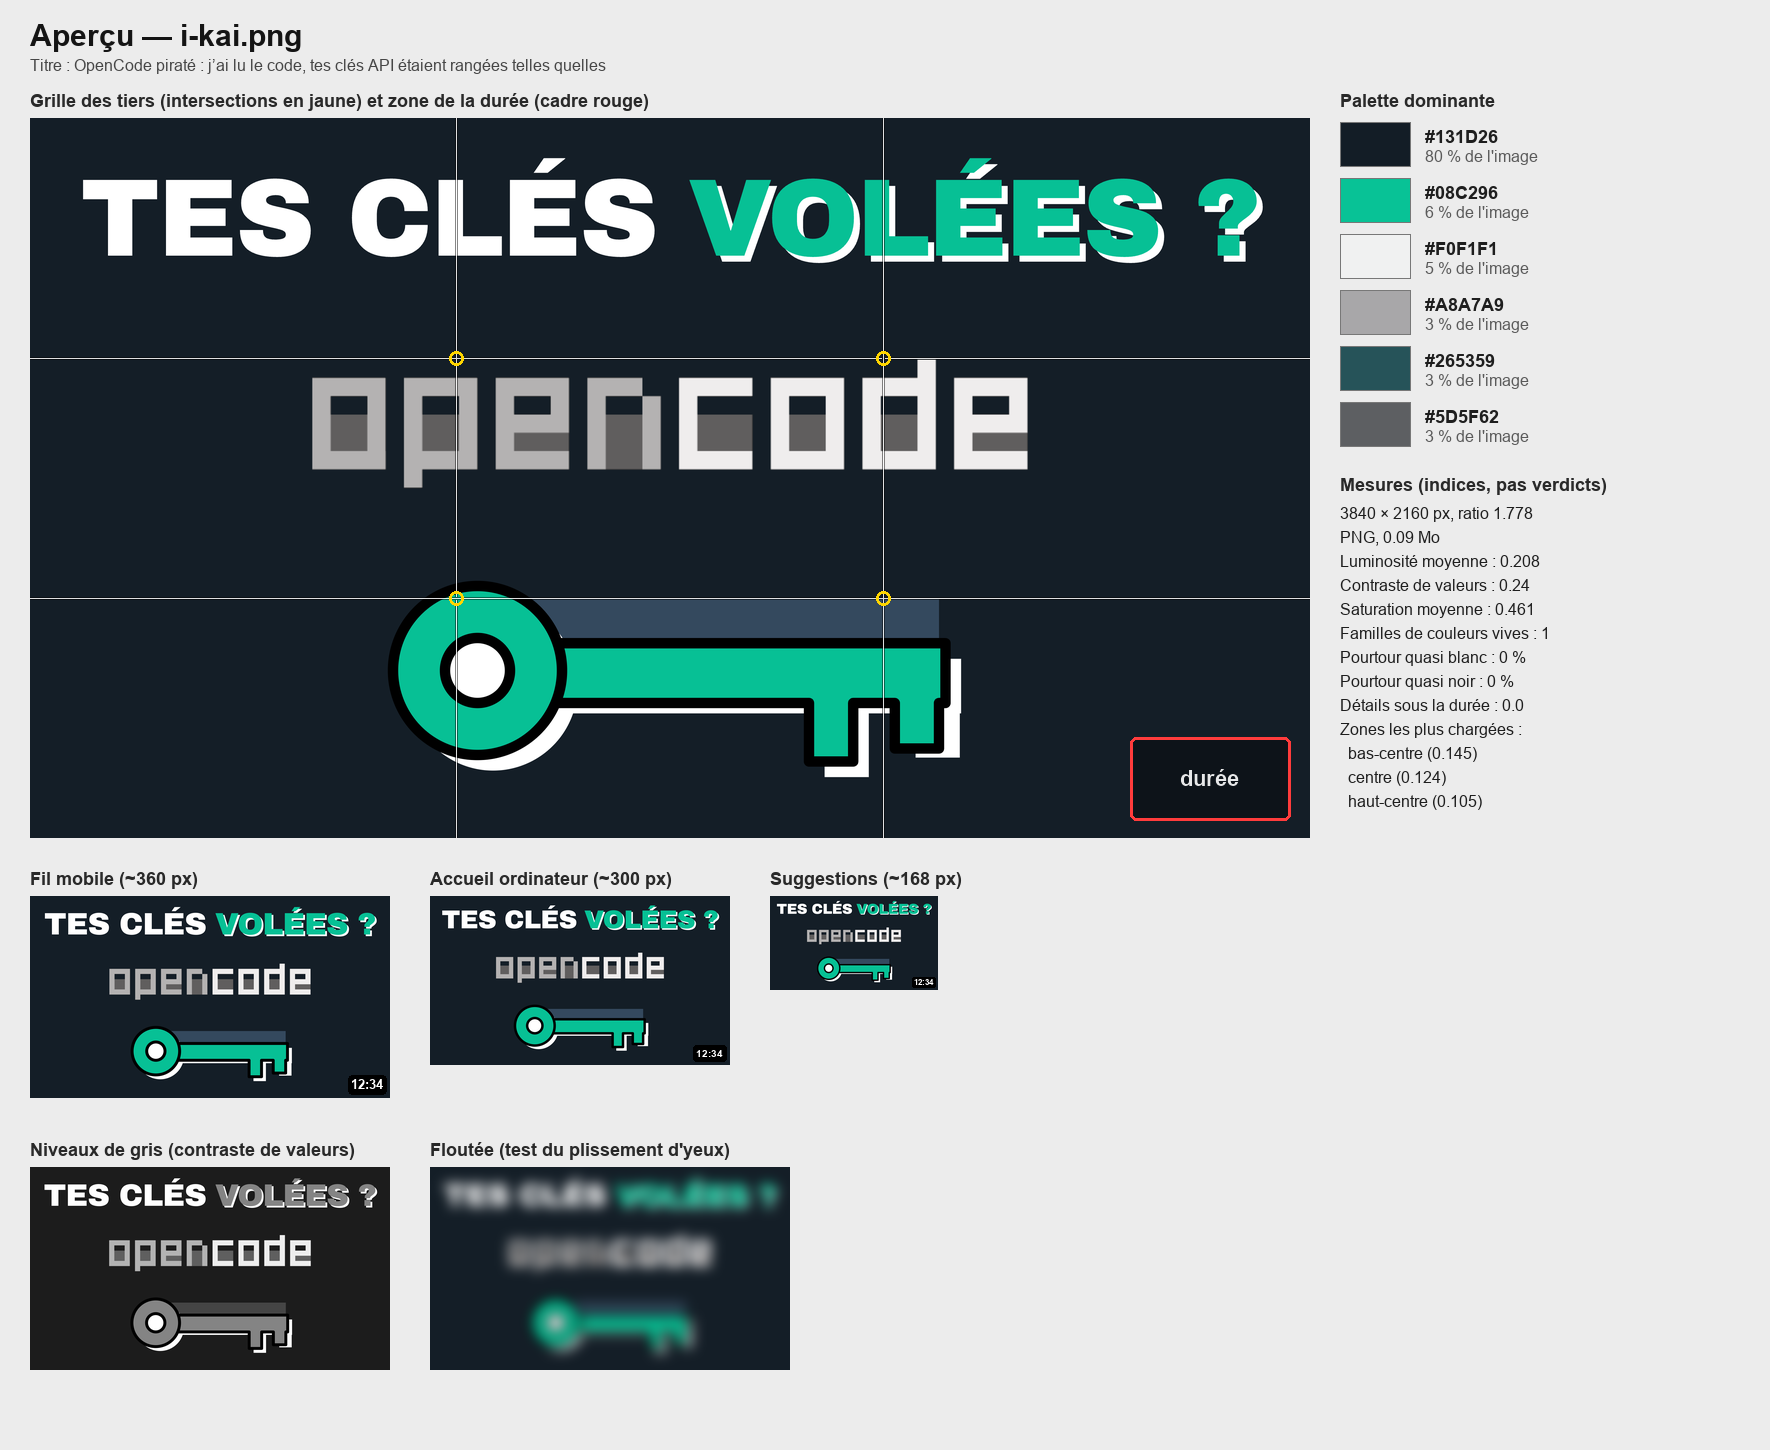 Aperçu — i-kai.png
Titre : OpenCode piraté : j’ai lu le code, tes clés API étaient rangées telles quelles
Grille des tiers (intersections en jaune) et zone de la durée (cadre rouge)
TES CLÉS VOLÉES ?
opencode
durée
Palette dominante
#131D26
80 % de l'image
#08C296
6 % de l'image
#F0F1F1
5 % de l'image
#A8A7A9
3 % de l'image
#265359
3 % de l'image
#5D5F62
3 % de l'image
Mesures (indices, pas verdicts)
3840 × 2160 px, ratio 1.778
PNG, 0.09 Mo
Luminosité moyenne : 0.208
Contraste de valeurs : 0.24
Saturation moyenne : 0.461
Familles de couleurs vives : 1
Pourtour quasi blanc : 0 %
Pourtour quasi noir : 0 %
Détails sous la durée : 0.0
Zones les plus chargées :
bas-centre (0.145)
centre (0.124)
haut-centre (0.105)
Fil mobile (~360 px)
TES CLÉS VOLÉES ?
opencode
12:34
Accueil ordinateur (~300 px)
TES CLÉS VOLÉES ?
opencode
12:34
Suggestions (~168 px)
TES CLÉS VOLÉES ?
opencode
12:34
Niveaux de gris (contraste de valeurs)
TES CLÉS VOLÉES ?
opencode
Floutée (test du plissement d'yeux)
TES CLÉS VOLÉES ?
opencode